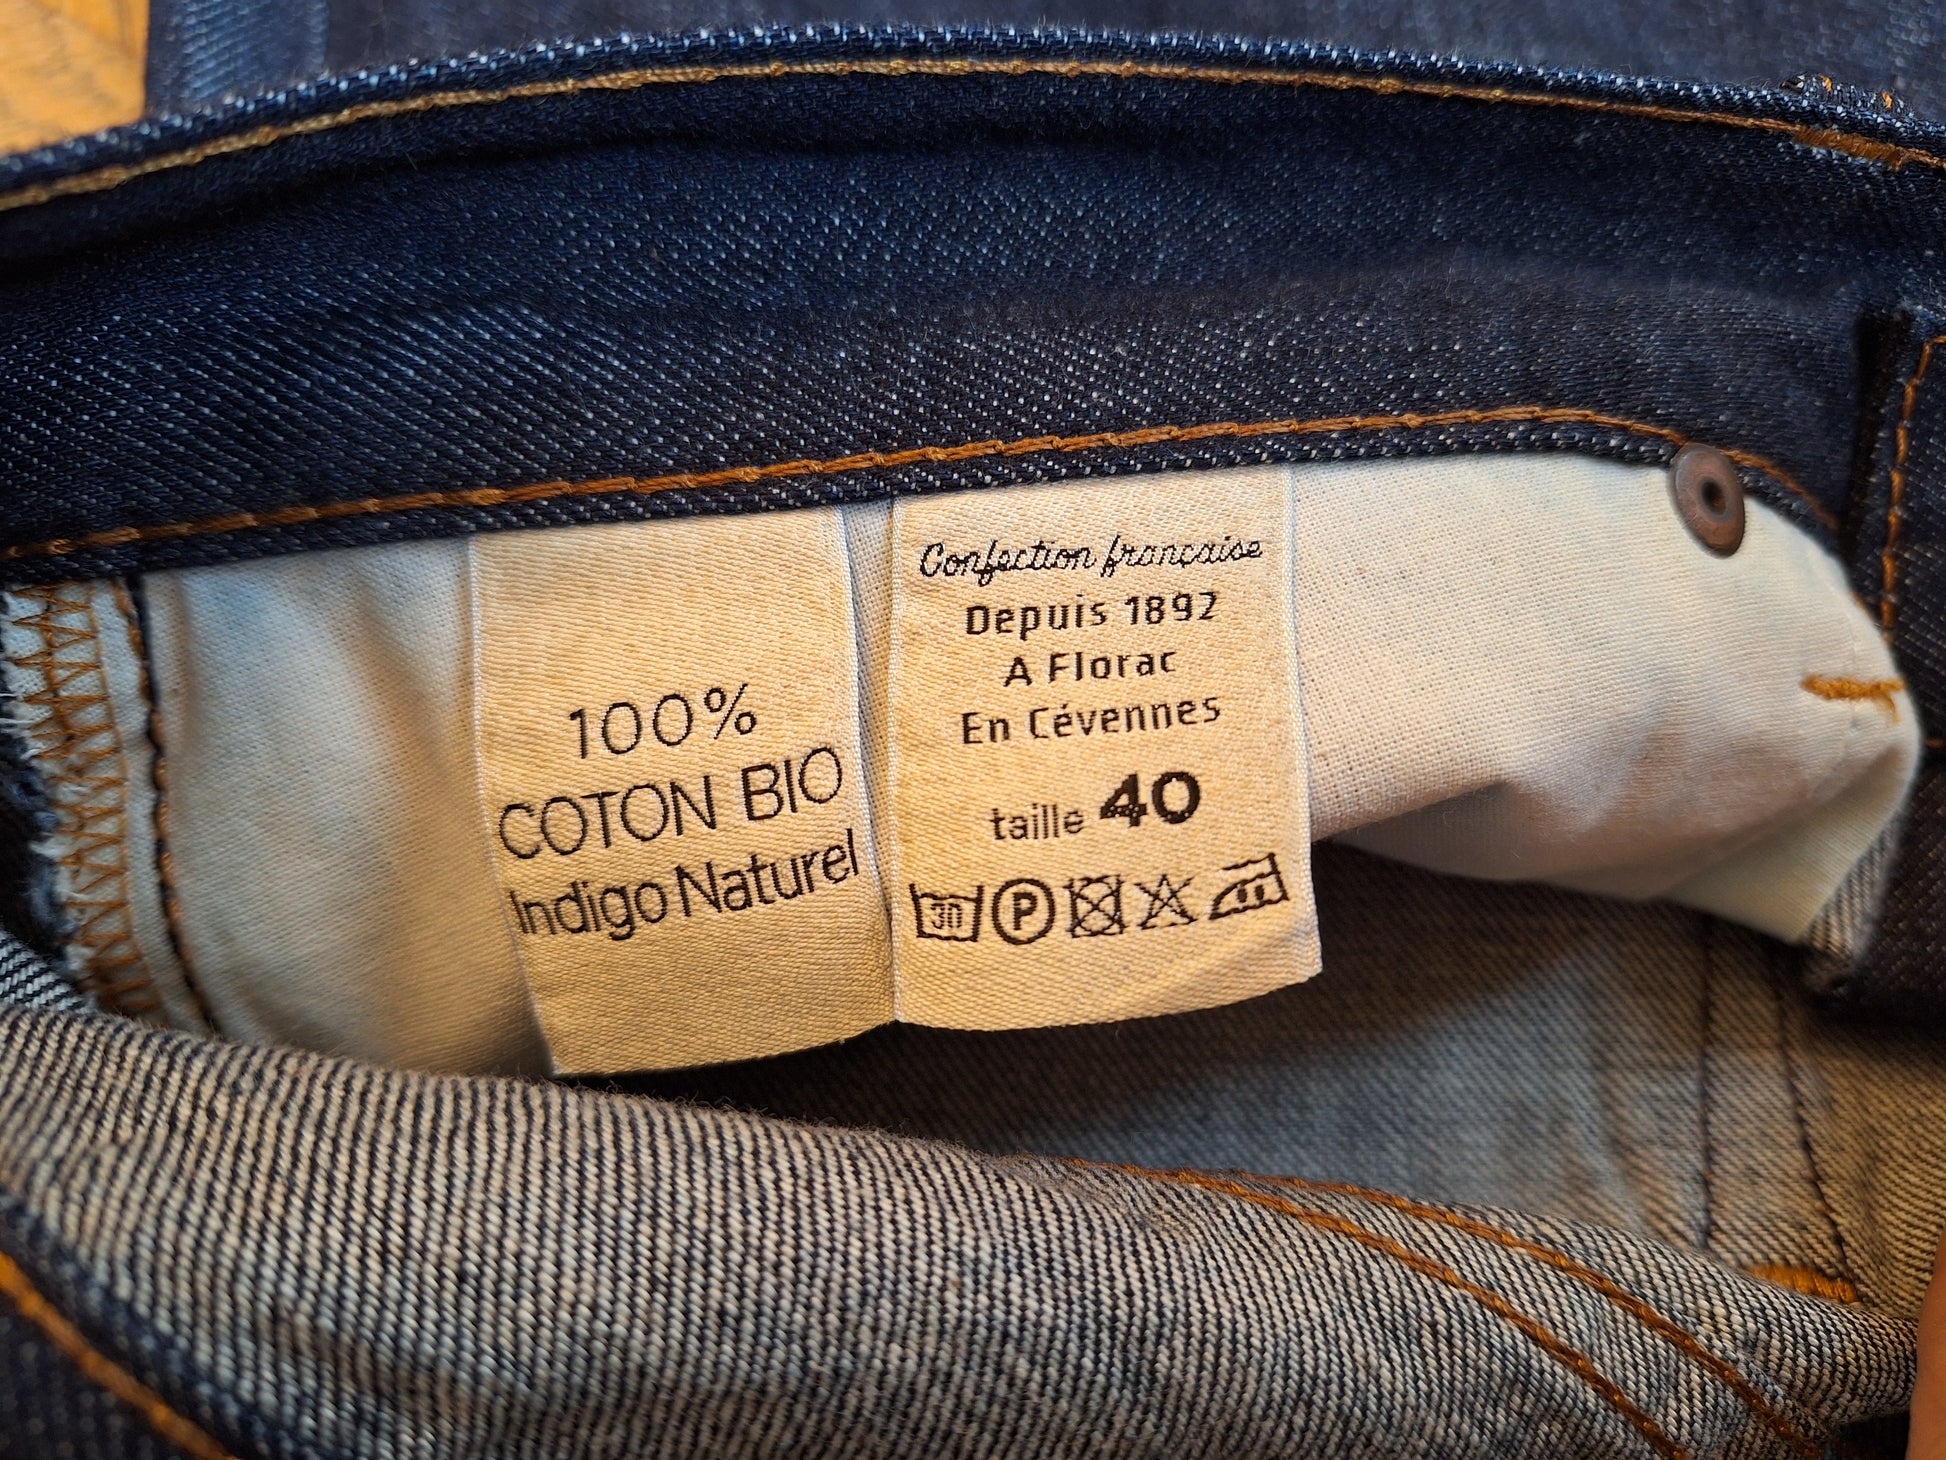 100%
COTON BIO
Indigo Naturel
Confection française
Depuis 1892
A Florac
En Cévennes
taille 40
30 P